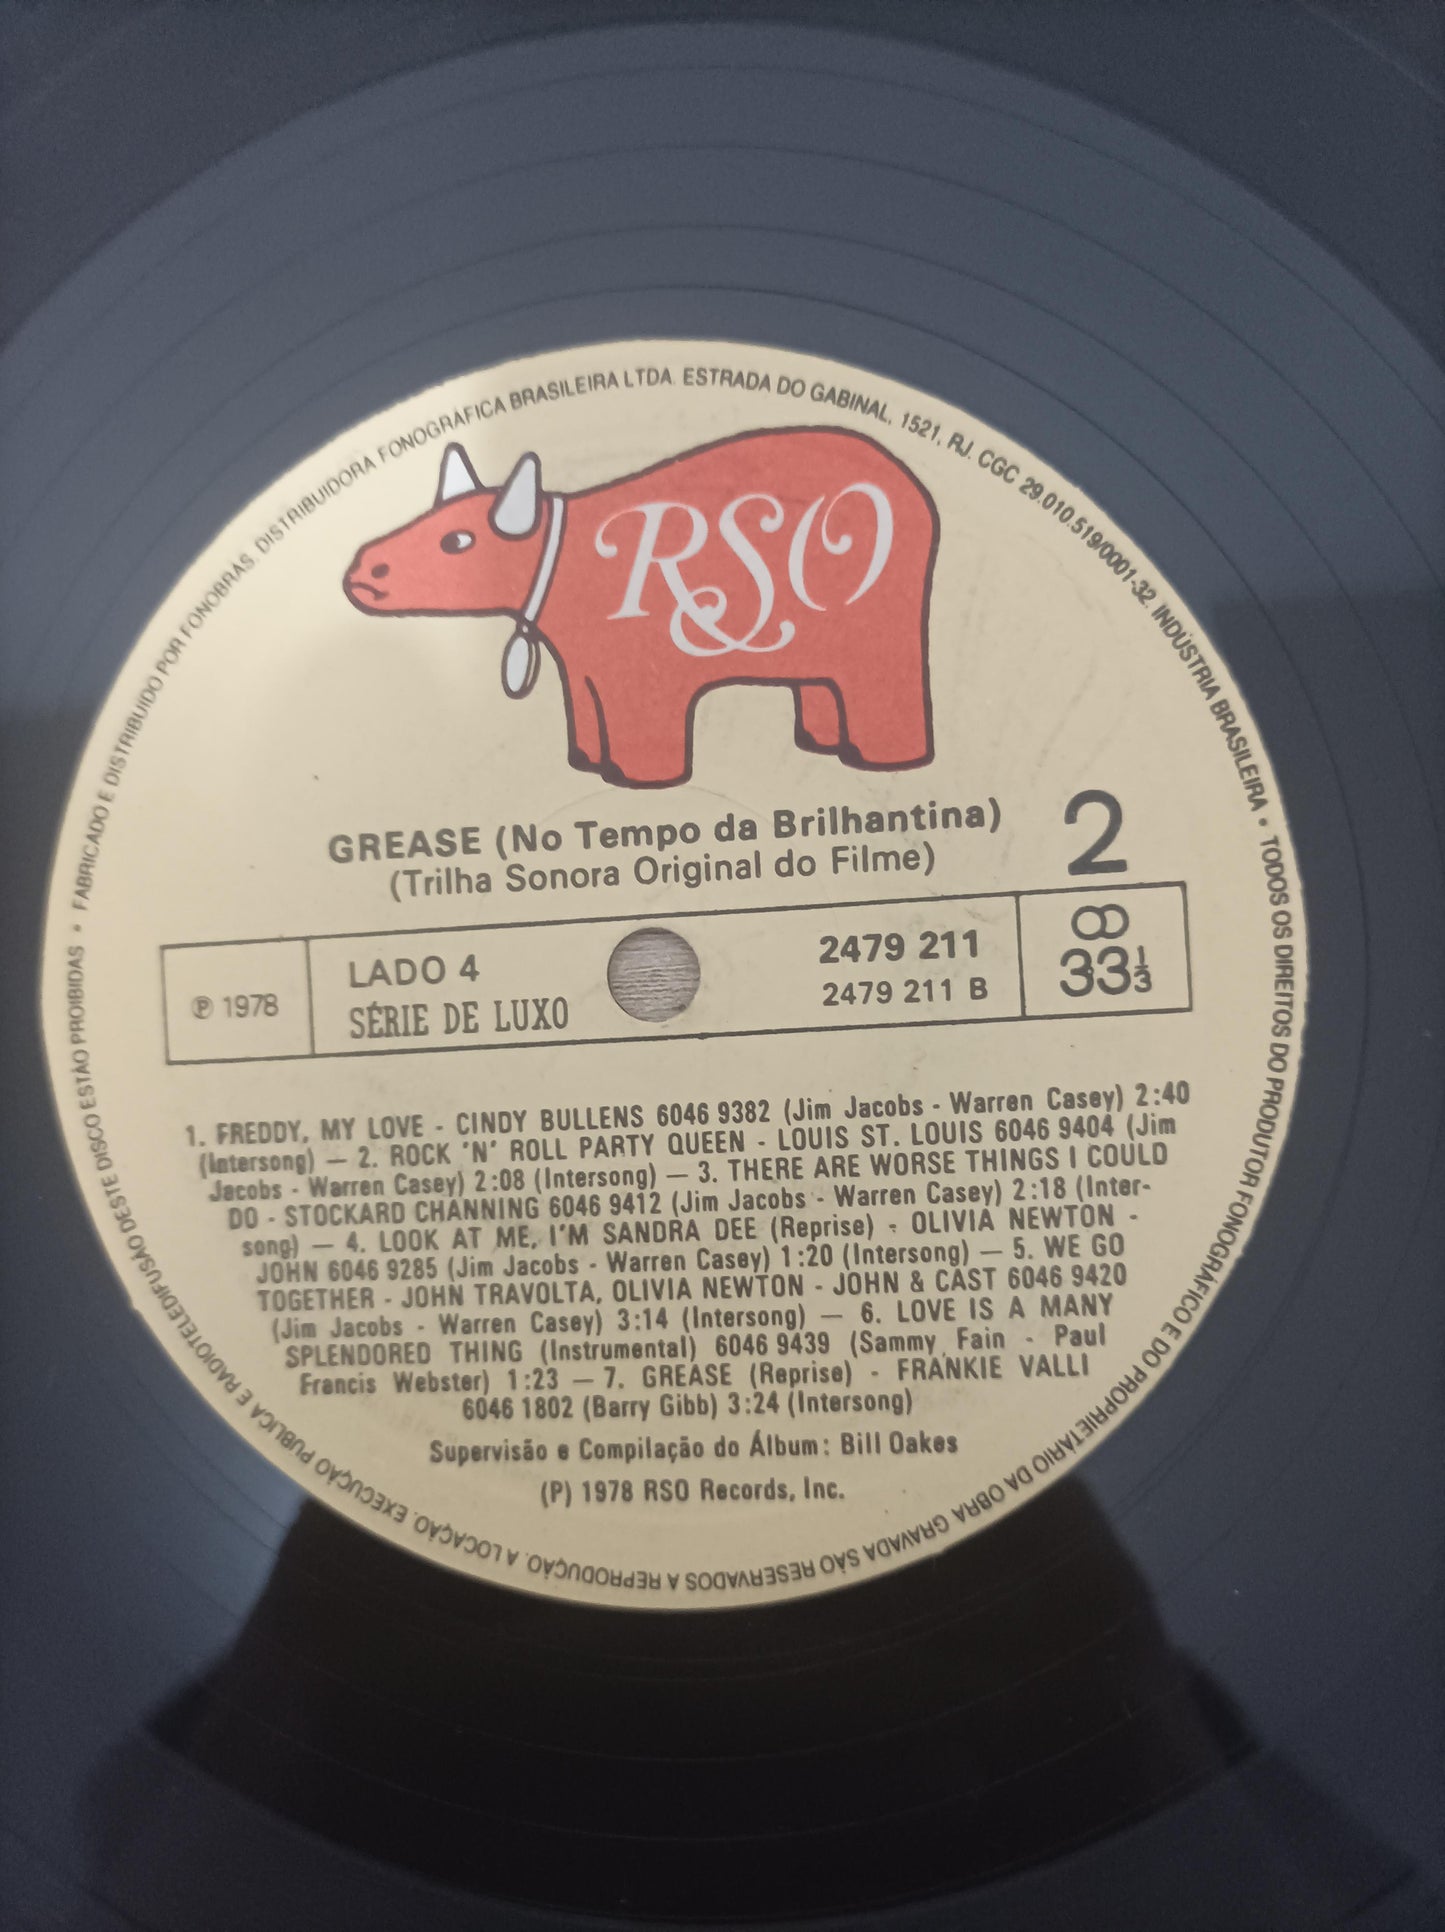 • FABRICADO E DISTRIBUIDO POR FONOBRAS. DISTRIBUIDORA FONOGRÁFICA BRASILEIRA LTDA. ESTRADA DO GABINAL, 1521, RJ. CGC 29.010.519/0001-32. INDÚSTRIA BRASILEIRA • TODOS OS DIREITOS DO PRODUTOR FONOGRÁFICO E DO PROPRIETÁRIO DA OBRA GRAVADA SÃO RESERVADOS A REPRODUÇÃO. A LOCAÇÃO. EXECUÇÃO PUBLICA E RADIOTELEDIFUSÃO DESTE DISCO ESTÃO PROIBIDAS
RSO
GREASE (No Tempo da Brilhantina)
(Trilha Sonora Original do Filme)
2
℗ 1978
LADO 4
SÉRIE DE LUXO
2479 211
2479 211 B
33 1/3
1. FREDDY, MY LOVE - CINDY BULLENS 6046 9382 (Jim Jacobs - Warren Casey) 2:40
(Intersong) — 2. ROCK 'N' ROLL PARTY QUEEN - LOUIS ST. LOUIS 6046 9404 (Jim
Jacobs - Warren Casey) 2:08 (Intersong) — 3. THERE ARE WORSE THINGS I COULD
DO - STOCKARD CHANNING 6046 9412 (Jim Jacobs - Warren Casey) 2:18 (Inter-
song) — 4. LOOK AT ME, I'M SANDRA DEE (Reprise) - OLIVIA NEWTON -
JOHN 6046 9285 (Jim Jacobs - Warren Casey) 1:20 (Intersong) — 5. WE GO
TOGETHER - JOHN TRAVOLTA, OLIVIA NEWTON - JOHN & CAST 6046 9420
(Jim Jacobs - Warren Casey) 3:14 (Intersong) — 6. LOVE IS A MANY
SPLENDORED THING (Instrumental) 6046 9439 (Sammy Fain - Paul
Francis Webster) 1:23 — 7. GREASE (Reprise) - FRANKIE VALLI
6046 1802 (Barry Gibb) 3:24 (Intersong)
Supervisão e Compilação do Álbum: Bill Oakes
(P) 1978 RSO Records, Inc.